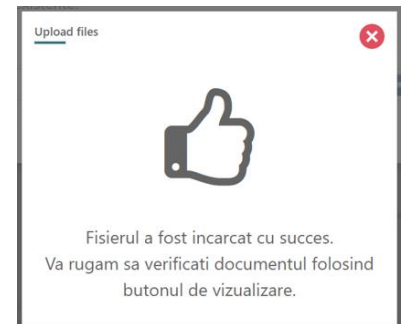 Upload files
Fisierul a fost incarcat cu succes.
Va rugam sa verificati documentul folosind
butonul de vizualizare.